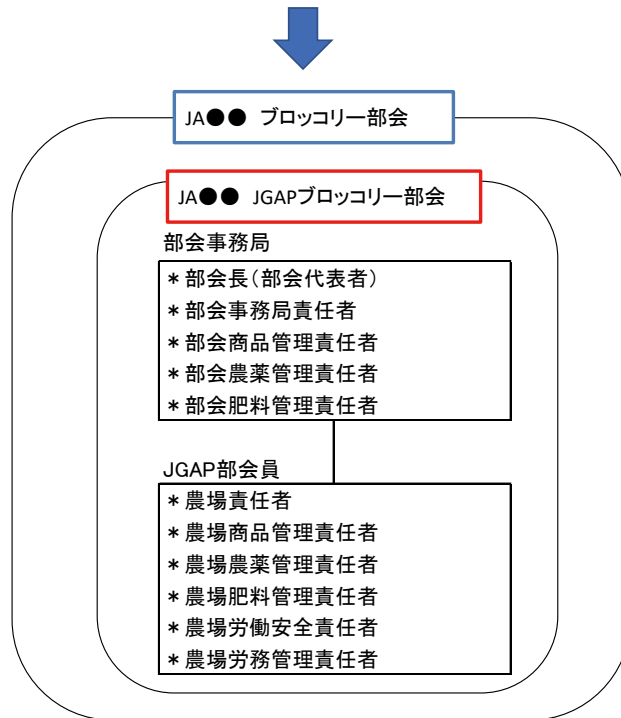 JA●● ブロッコリー部会
JA●● JGAPブロッコリー部会
部会事務局
＊部会長（部会代表者）
＊部会事務局責任者
＊部会商品管理責任者
＊部会農薬管理責任者
＊部会肥料管理責任者
JGAP部会員
＊農場責任者
＊農場商品管理責任者
＊農場農薬管理責任者
＊農場肥料管理責任者
＊農場労働安全責任者
＊農場労務管理責任者